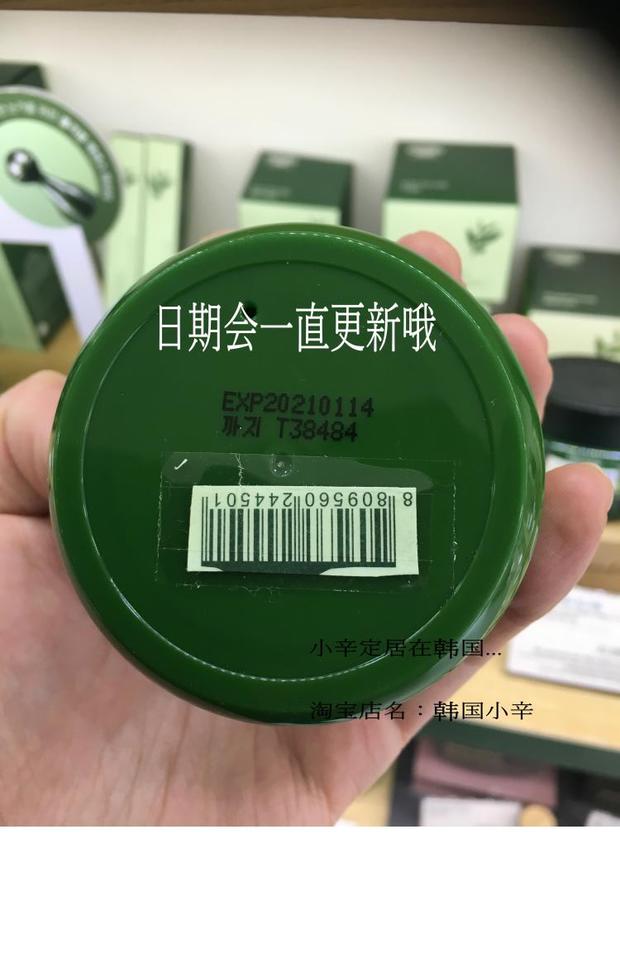 日期会一直更新哦
EXP20210114
까지 T38484
8 809560 244501
小辛定居在韩国...
淘宝店名：韩国小辛